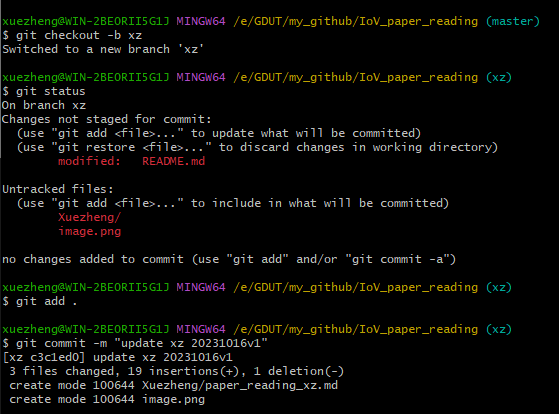 xuezheng@WIN-2BEORII5G1J MINGW64 /e/GDUT/my_github/IoV_paper_reading (master)
$ git checkout -b xz
Switched to a new branch 'xz'
xuezheng@WIN-2BEORII5G1J MINGW64 /e/GDUT/my_github/IoV_paper_reading (xz)
$ git status
On branch xz
Changes not staged for commit:
  (use "git add <file>..." to update what will be committed)
  (use "git restore <file>..." to discard changes in working directory)
        modified:   README.md
Untracked files:
  (use "git add <file>..." to include in what will be committed)
        Xuezheng/
        image.png
no changes added to commit (use "git add" and/or "git commit -a")
xuezheng@WIN-2BEORII5G1J MINGW64 /e/GDUT/my_github/IoV_paper_reading (xz)
$ git add .
xuezheng@WIN-2BEORII5G1J MINGW64 /e/GDUT/my_github/IoV_paper_reading (xz)
$ git commit -m "update xz 20231016v1"
[xz c3c1ed0] update xz 20231016v1
 3 files changed, 19 insertions(+), 1 deletion(-)
 create mode 100644 Xuezheng/paper_reading_xz.md
 create mode 100644 image.png